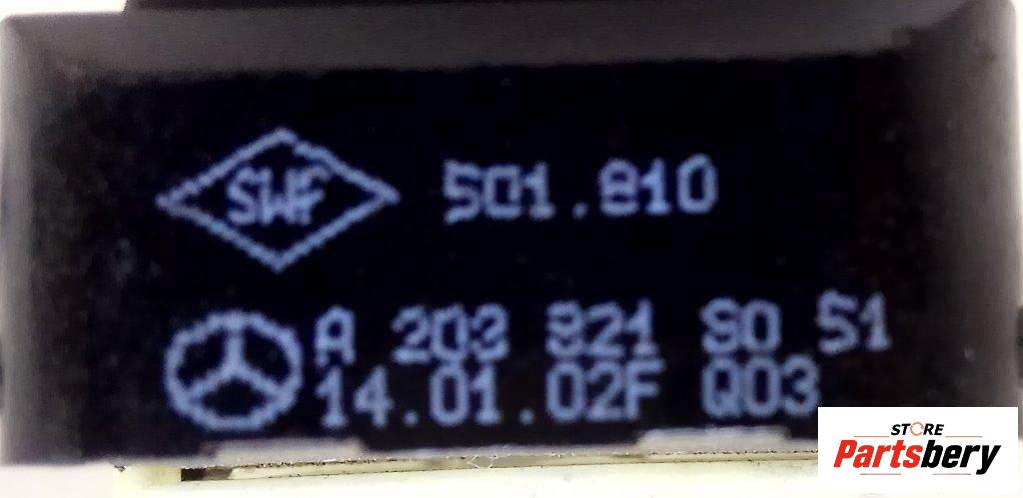 SWF 501.810
A 203 821 80 51
14.01.02F Q03
STORE
Partsbery